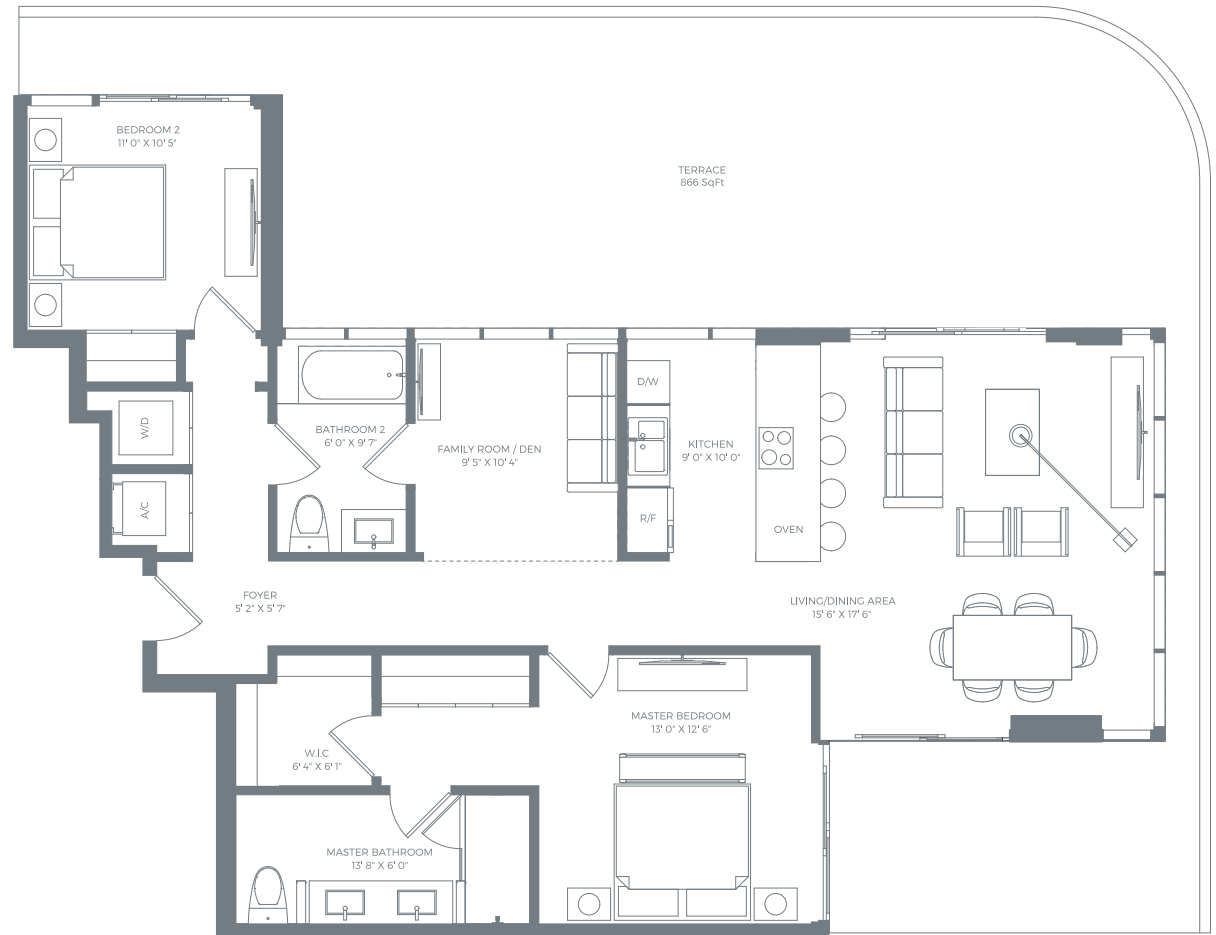 BEDROOM 2
11' 0" X 10' 5"
TERRACE
866 SqFt
W/D
A/C
BATHROOM 2
6' 0" X 9' 7"
FAMILY ROOM / DEN
9' 5" X 10' 4"
D/W
KITCHEN
9' 0" X 10' 0"
R/F
OVEN
FOYER
5' 2" X 5' 7"
LIVING/DINING AREA
15' 6" X 17' 6"
MASTER BEDROOM
13' 0" X 12' 6"
W.I.C
6' 4" X 6' 1"
MASTER BATHROOM
13' 8" X 6' 0"